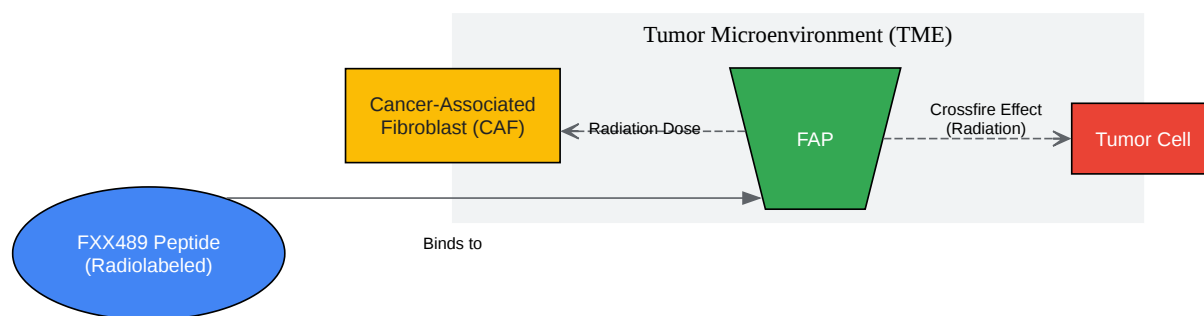 Tumor Microenvironment (TME)
Cancer-Associated
Fibroblast (CAF)
Radiation Dose
FAP
Crossfire Effect
(Radiation)
Tumor Cell
FXX489 Peptide
(Radiolabeled)
Binds to